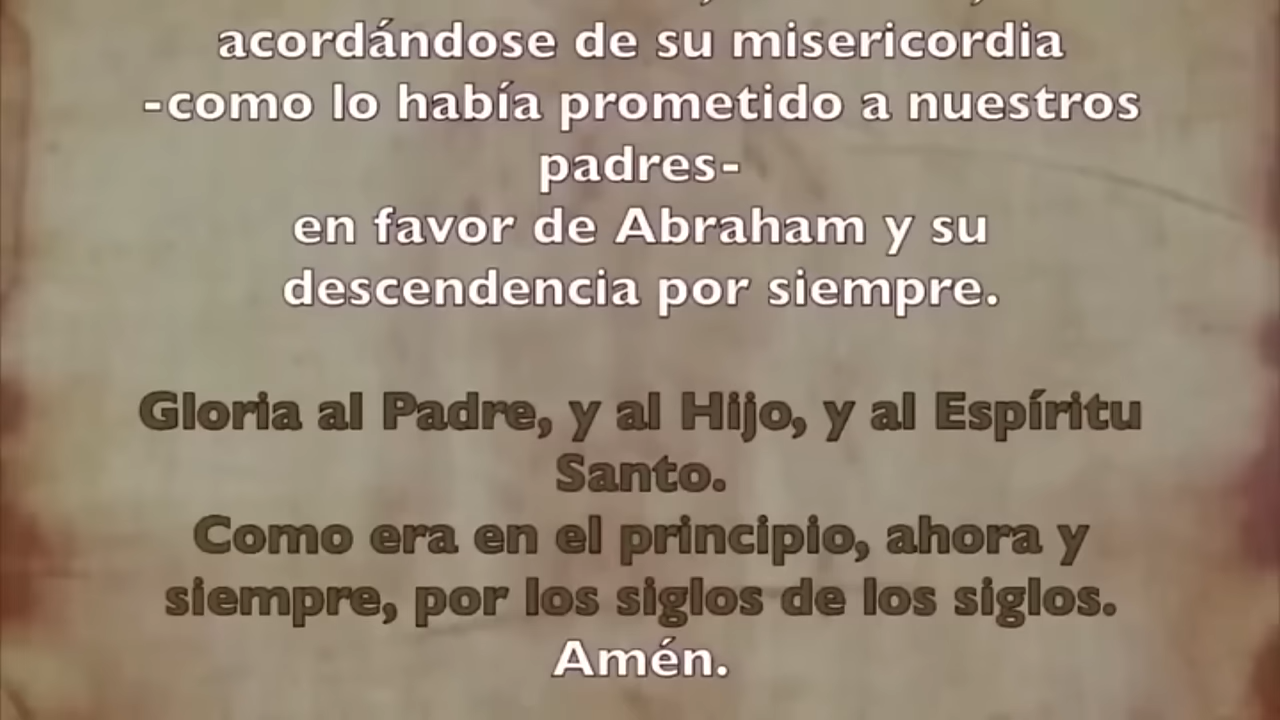 acordándose de su misericordia
-como lo había prometido a nuestros
padres-
en favor de Abraham y su
descendencia por siempre.
Gloria al Padre, y al Hijo, y al Espíritu
Santo.
Como era en el principio, ahora y
siempre, por los siglos de los siglos.
Amén.